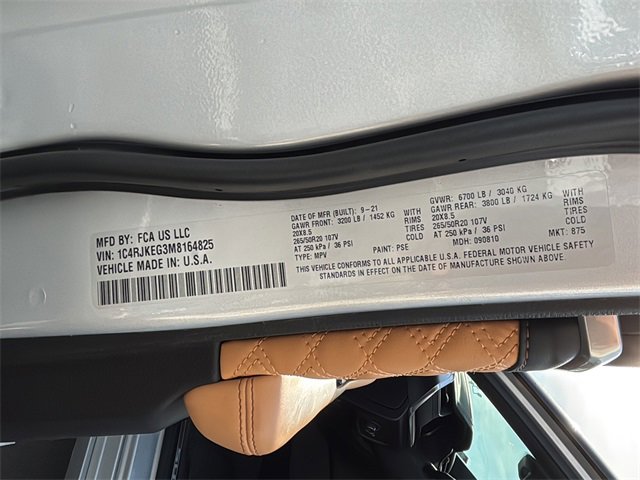 MFD BY: FCA US LLC
VIN: 1C4RJKEG3M8164825
VEHICLE MADE IN: U.S.A.
DATE OF MFR (BUILT): 9-21
GAWR FRONT: 3200 LB / 1452 KG WITH
20X8.5 RIMS
265/50R20 107V TIRES
AT 250 kPa / 36 PSI COLD
TYPE: MPV PAINT: PSE
GVWR: 6700 LB / 3040 KG
GAWR REAR: 3800 LB / 1724 KG WITH
20X8.5 RIMS
265/50R20 107V TIRES
AT 250 kPa / 36 PSI COLD
MDH: 090810 MKT: 875
THIS VEHICLE CONFORMS TO ALL APPLICABLE U.S.A. FEDERAL MOTOR VEHICLE SAFETY
STANDARDS IN EFFECT ON THE DATE OF MANUFACTURE SHOWN ABOVE.